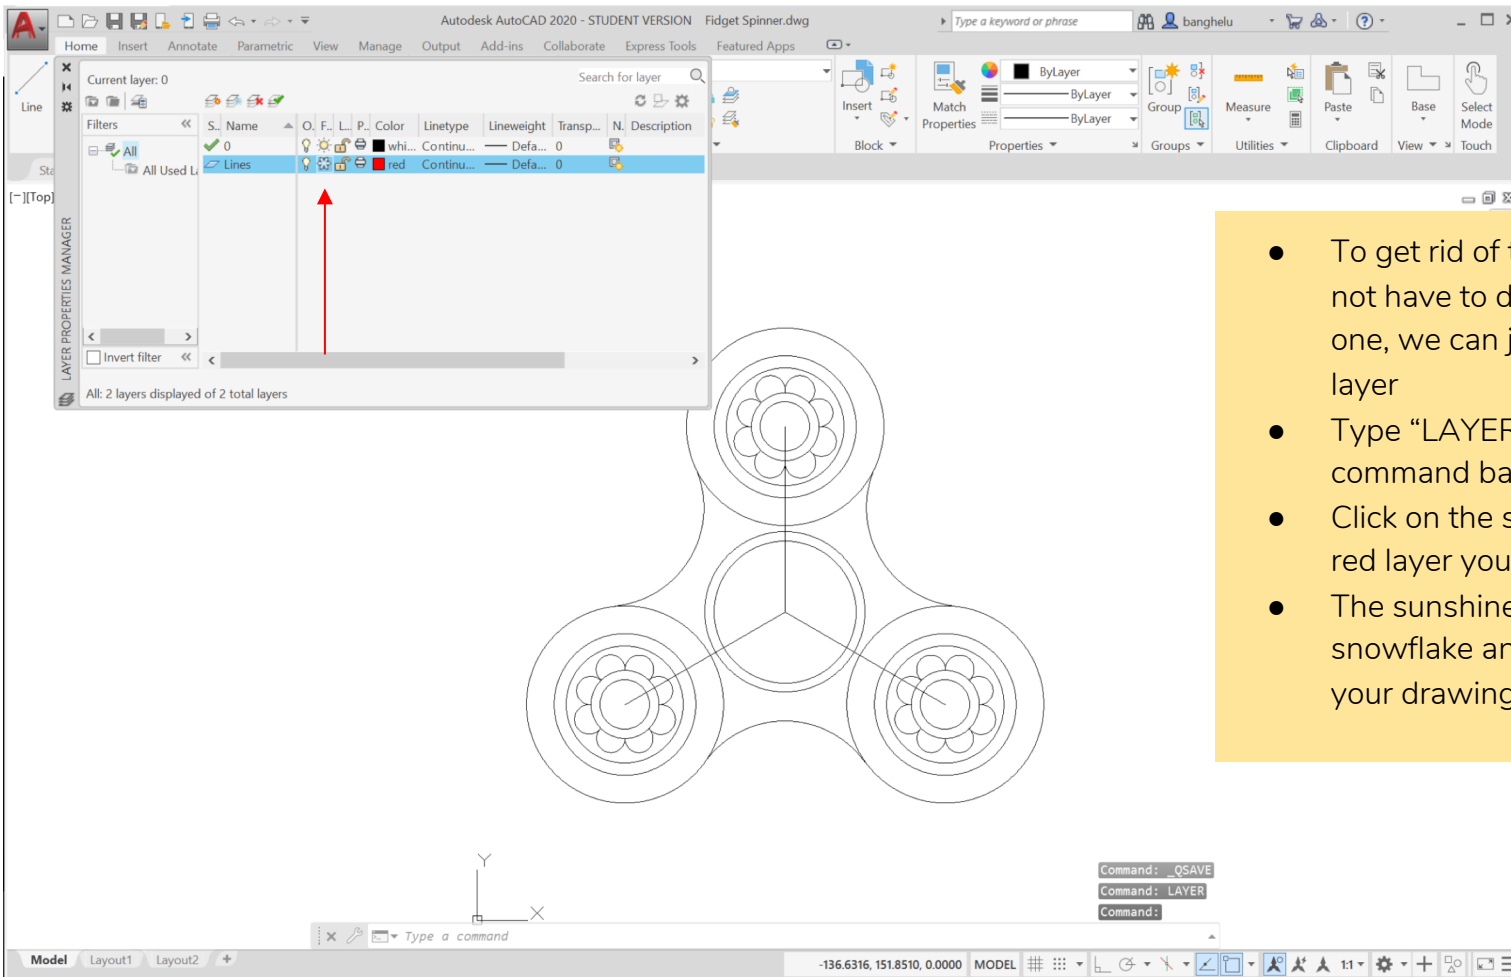 Autodesk AutoCAD 2020 - STUDENT VERSION Fidget Spinner.dwg
Type a keyword or phrase
banghelu
Home Insert Annotate Parametric View Manage Output Add-ins Collaborate Express Tools Featured Apps
Line
Insert
Block
Match
Properties
ByLayer
ByLayer
ByLayer
Properties
Group
Groups
Measure
Utilities
Paste
Clipboard
Base
View
Select
Mode
Touch
Current layer: 0
Search for layer
Filters
S.. Name O. F.. L.. P.. Color Linetype Lineweight Transp... N. Description
All
0 whi... Continu... Defa... 0
All Used L
Lines red Continu... Defa... 0
Invert filter
All: 2 layers displayed of 2 total layers
LAYER PROPERTIES MANAGER
Sta
[−][Top]
● To get rid of
not have to d
one, we can j
layer
● Type “LAYER
command ba
● Click on the s
red layer you
● The sunshine
snowflake an
your drawing
Y
X
Command: _QSAVE
Command: LAYER
Command:
Type a command
Model Layout1 Layout2 +
-136.6316, 151.8510, 0.0000 MODEL 1:1